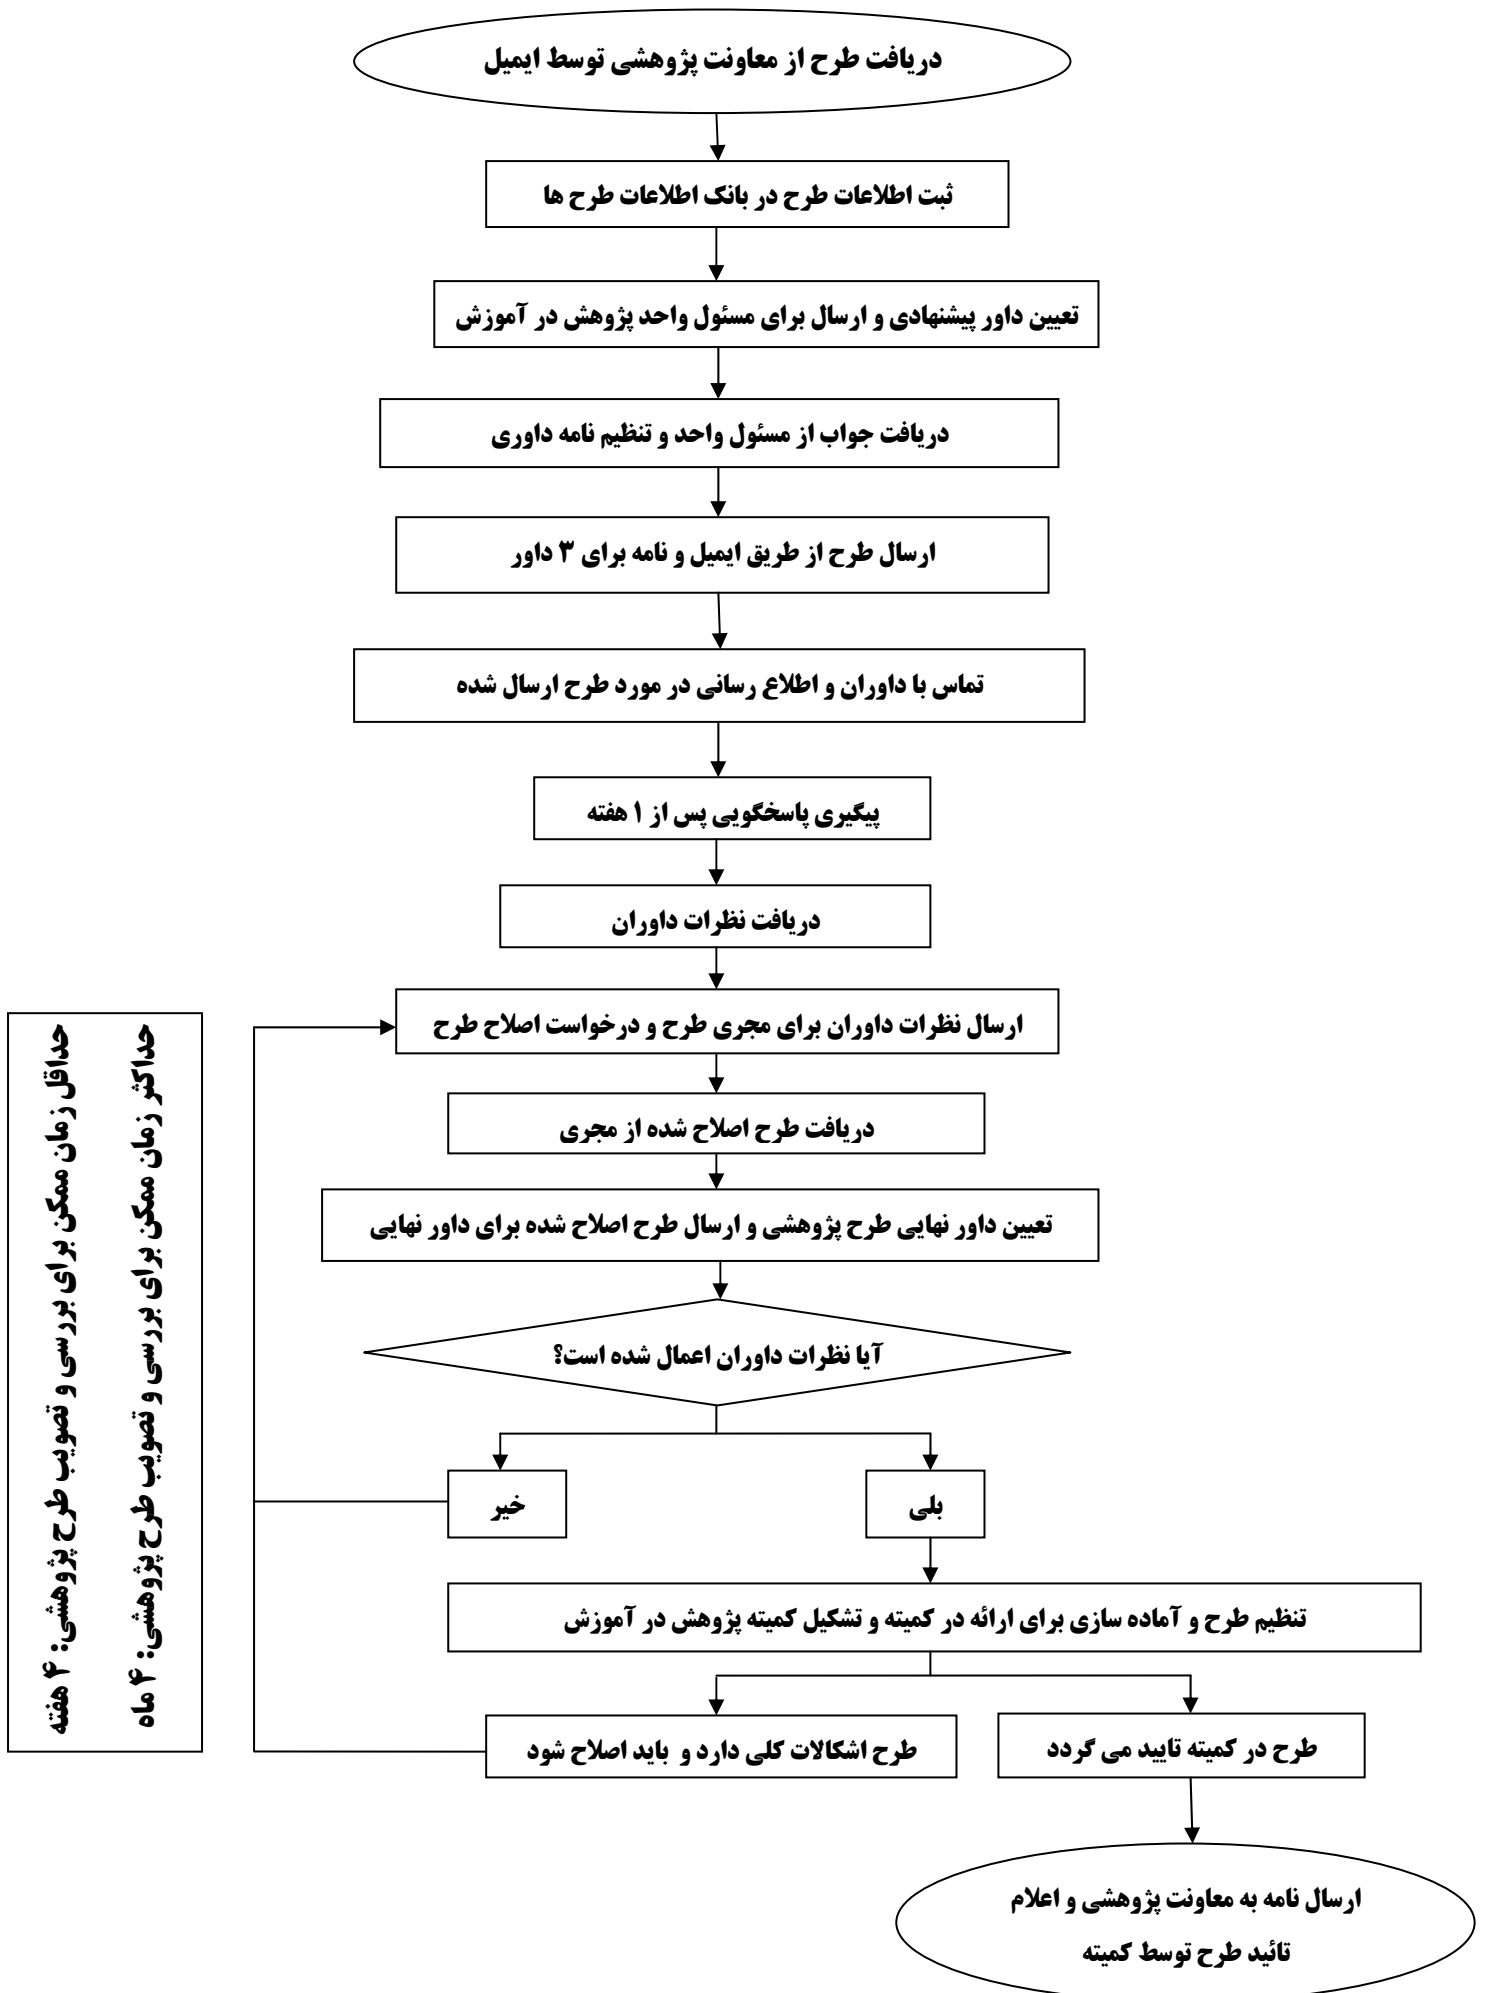 دریافت طرح از معاونت پژوهشی توسط ایمیل
ثبت اطلاعات طرح در بانک اطلاعات طرح ها
تعیین داور پیشنهادی و ارسال برای مسئول واحد پژوهش در آموزش
دریافت جواب از مسئول واحد و تنظیم نامه داوری
ارسال طرح از طریق ایمیل و نامه برای ۳ داور
تماس با داوران و اطلاع رسانی در مورد طرح ارسال شده
پیگیری پاسخگویی پس از ۱ هفته
دریافت نظرات داوران
ارسال نظرات داوران برای مجری طرح و درخواست اصلاح طرح
دریافت طرح اصلاح شده از مجری
تعیین داور نهایی طرح پژوهشی و ارسال طرح اصلاح شده برای داور نهایی
آیا نظرات داوران اعمال شده است؟
بلی
خیر
تنظیم طرح و آماده سازی برای ارائه در کمیته و تشکیل کمیته پژوهش در آموزش
طرح در کمیته تایید می گردد
طرح اشکالات کلی دارد و باید اصلاح شود
ارسال نامه به معاونت پژوهشی و اعلام
تائید طرح توسط کمیته
حداقل زمان ممکن برای بررسی و تصویب طرح پژوهشی: ۴ هفته
حداکثر زمان ممکن برای بررسی و تصویب طرح پژوهشی: ۴ ماه